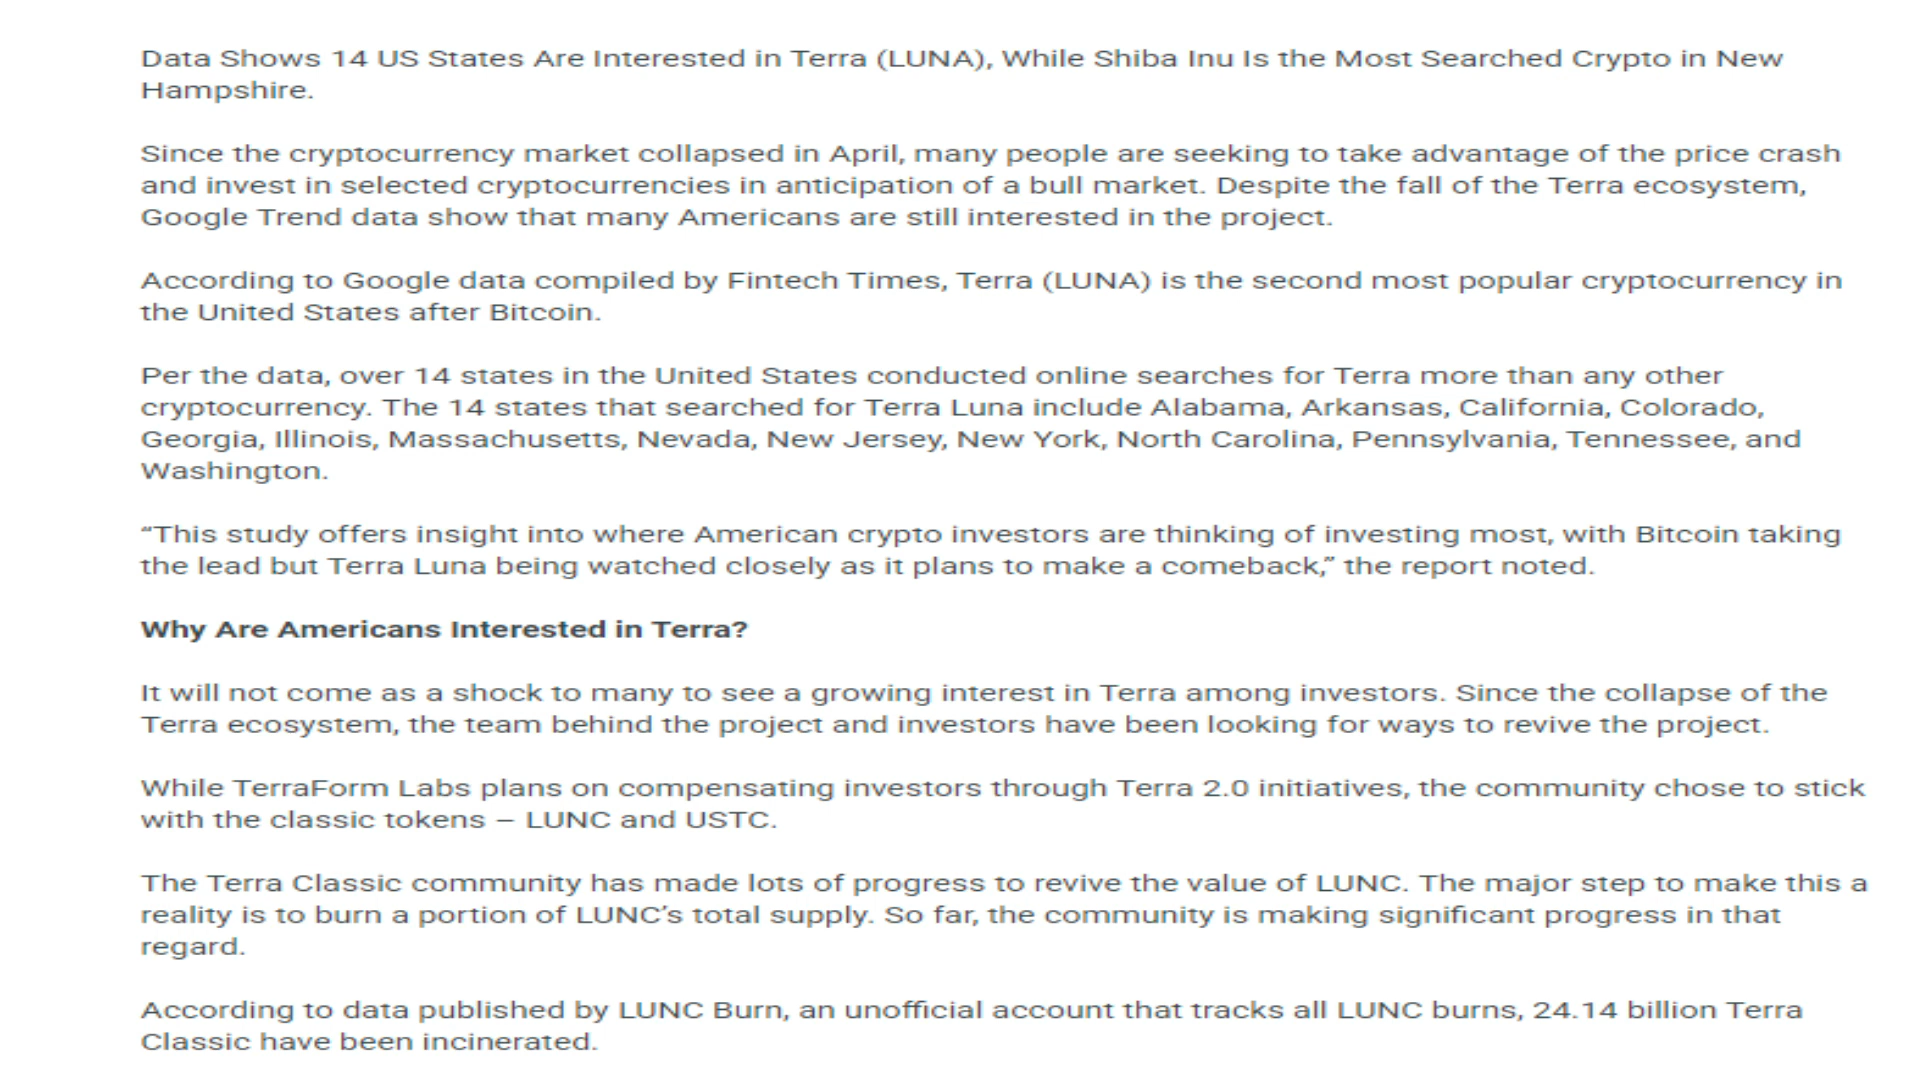 Data Shows 14 US States Are Interested in Terra (LUNA), While Shiba Inu Is the Most Searched Crypto in New
Hampshire.
Since the cryptocurrency market collapsed in April, many people are seeking to take advantage of the price crash
and invest in selected cryptocurrencies in anticipation of a bull market. Despite the fall of the Terra ecosystem,
Google Trend data show that many Americans are still interested in the project.
According to Google data compiled by Fintech Times, Terra (LUNA) is the second most popular cryptocurrency in
the United States after Bitcoin.
Per the data, over 14 states in the United States conducted online searches for Terra more than any other
cryptocurrency. The 14 states that searched for Terra Luna include Alabama, Arkansas, California, Colorado,
Georgia, Illinois, Massachusetts, Nevada, New Jersey, New York, North Carolina, Pennsylvania, Tennessee, and
Washington.
“This study offers insight into where American crypto investors are thinking of investing most, with Bitcoin taking
the lead but Terra Luna being watched closely as it plans to make a comeback,” the report noted.
Why Are Americans Interested in Terra?
It will not come as a shock to many to see a growing interest in Terra among investors. Since the collapse of the
Terra ecosystem, the team behind the project and investors have been looking for ways to revive the project.
While TerraForm Labs plans on compensating investors through Terra 2.0 initiatives, the community chose to stick
with the classic tokens – LUNC and USTC.
The Terra Classic community has made lots of progress to revive the value of LUNC. The major step to make this a
reality is to burn a portion of LUNC’s total supply. So far, the community is making significant progress in that
regard.
According to data published by LUNC Burn, an unofficial account that tracks all LUNC burns, 24.14 billion Terra
Classic have been incinerated.